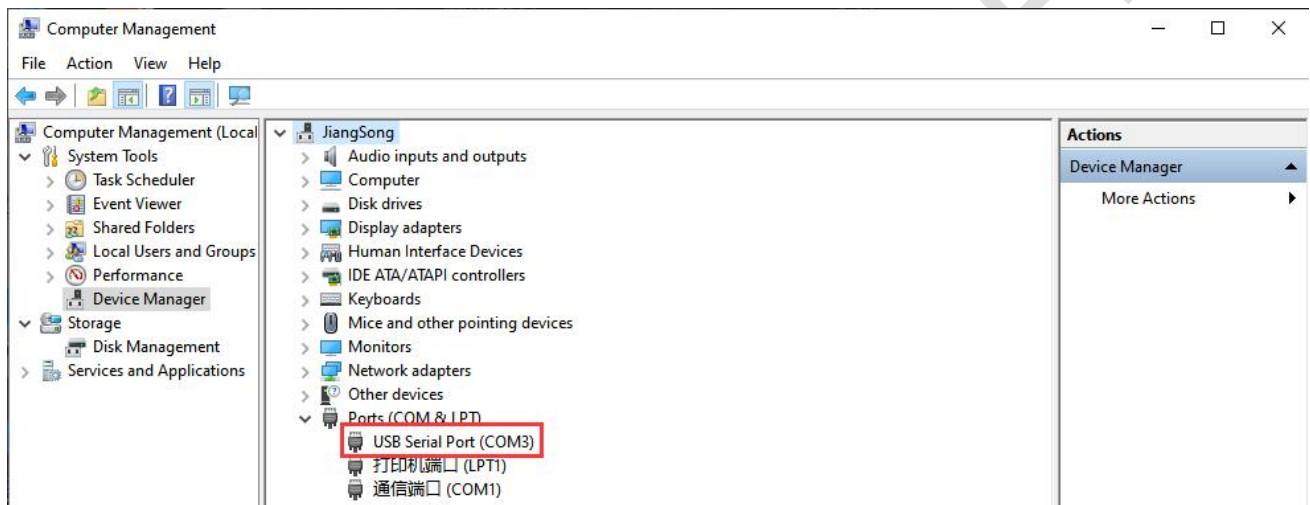 Computer Management
File Action View Help
Computer Management (Local
System Tools
Task Scheduler
Event Viewer
Shared Folders
Local Users and Groups
Performance
Device Manager
Storage
Disk Management
Services and Applications
JiangSong
Audio inputs and outputs
Computer
Disk drives
Display adapters
Human Interface Devices
IDE ATA/ATAPI controllers
Keyboards
Mice and other pointing devices
Monitors
Network adapters
Other devices
Ports (COM & LPT)
USB Serial Port (COM3)
打印机端口 (LPT1)
通信端口 (COM1)
Actions
Device Manager
More Actions